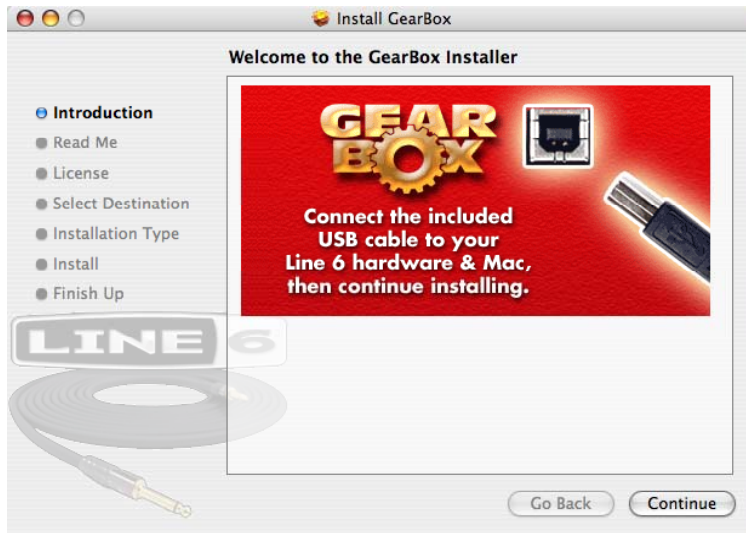 Install GearBox
Welcome to the GearBox Installer
Introduction
Read Me
License
Select Destination
Installation Type
Install
Finish Up
GEAR
BOX
Connect the included
USB cable to your
Line 6 hardware & Mac,
then continue installing.
LINE 6
Go Back
Continue